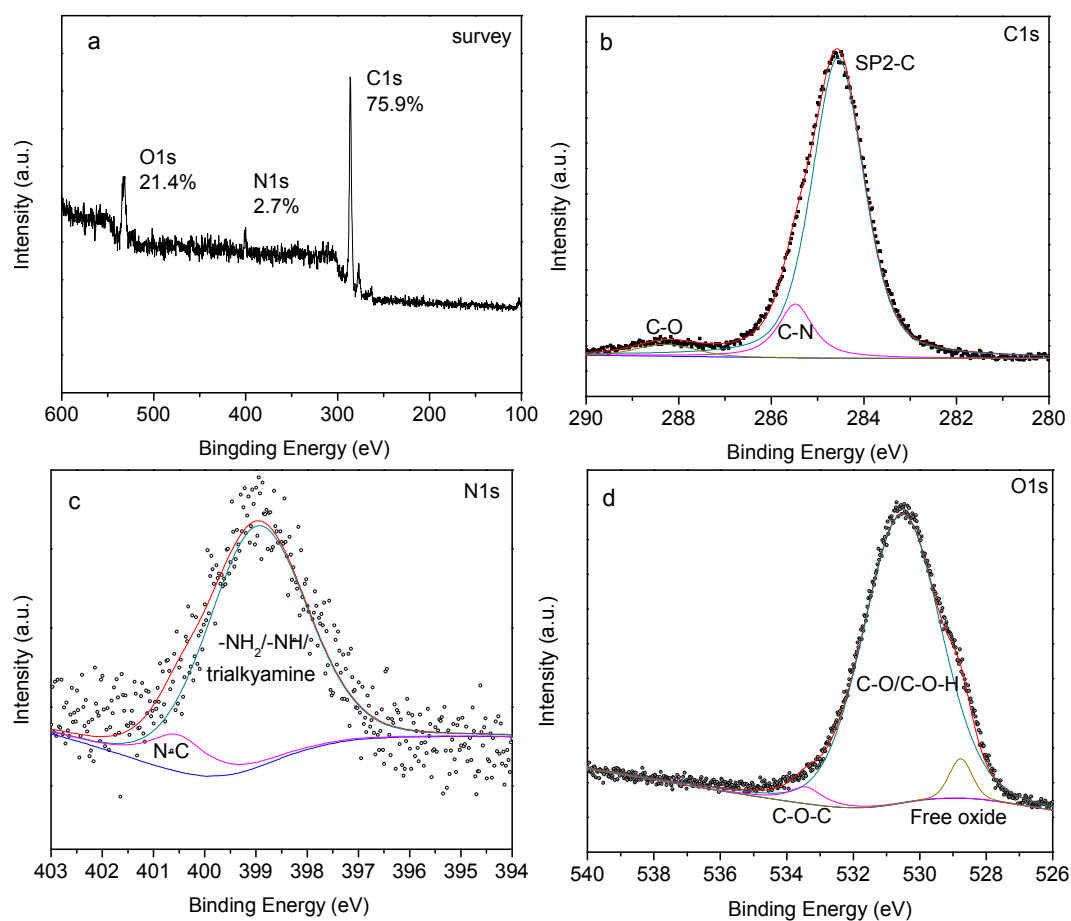 a
survey
C1s
75.9%
O1s
21.4%
N1s
2.7%
Intensity (a.u.)
600 500 400 300 200 100
Bingding Energy (eV)
b
C1s
SP2-C
C-O
C-N
Intensity (a.u.)
290 288 286 284 282 280
Binding Energy (eV)
c
N1s
-NH₂/-NH/
trialkyamine
N-C
Intensity (a.u.)
403 402 401 400 399 398 397 396 395 394
Binding Energy (eV)
d
O1s
C-O/C-O-H
C-O-C
Free oxide
Intensity (a.u.)
540 538 536 534 532 530 528 526
Binding Energy (eV)